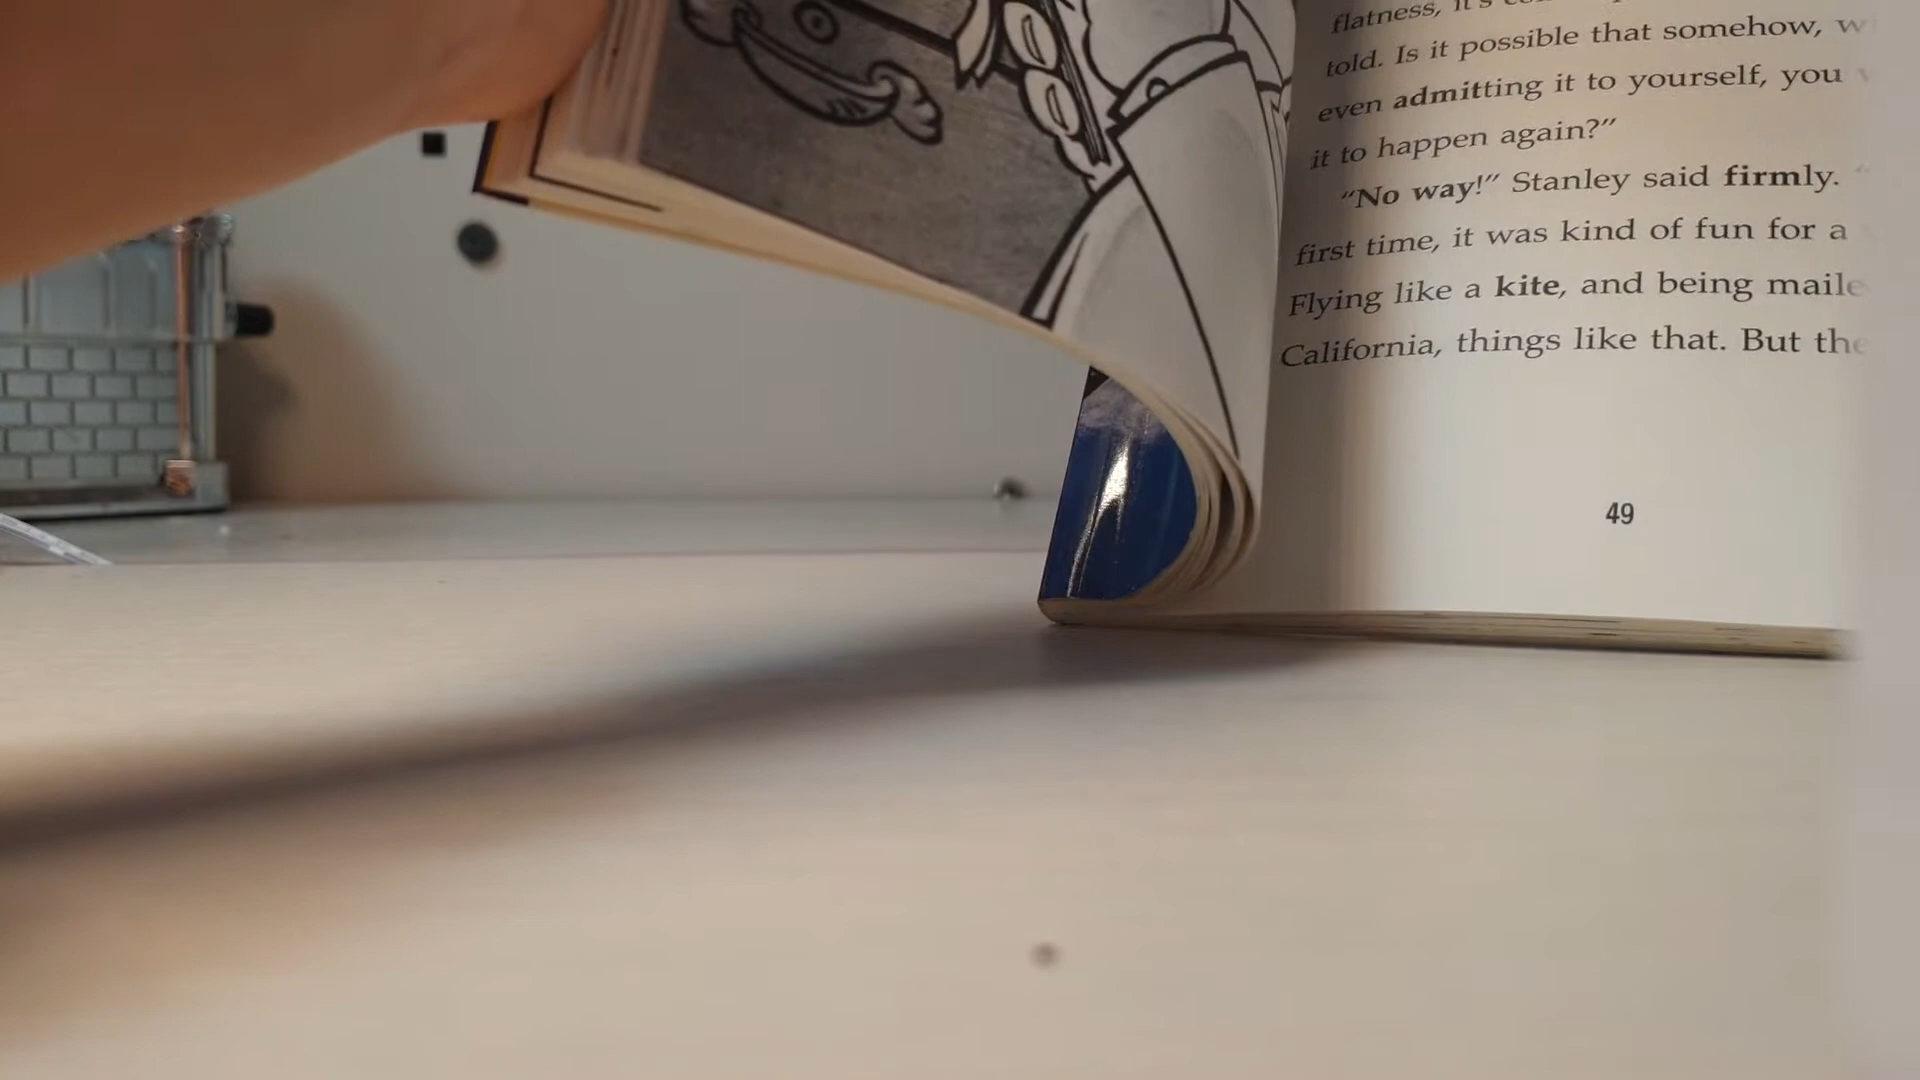 flatness, it's
told. Is it possible that somehow,
even admitting it to yourself, you
it to happen again?”
“No way!” Stanley said firmly.
first time, it was kind of fun for a
Flying like a kite, and being maile
California, things like that. But the
49